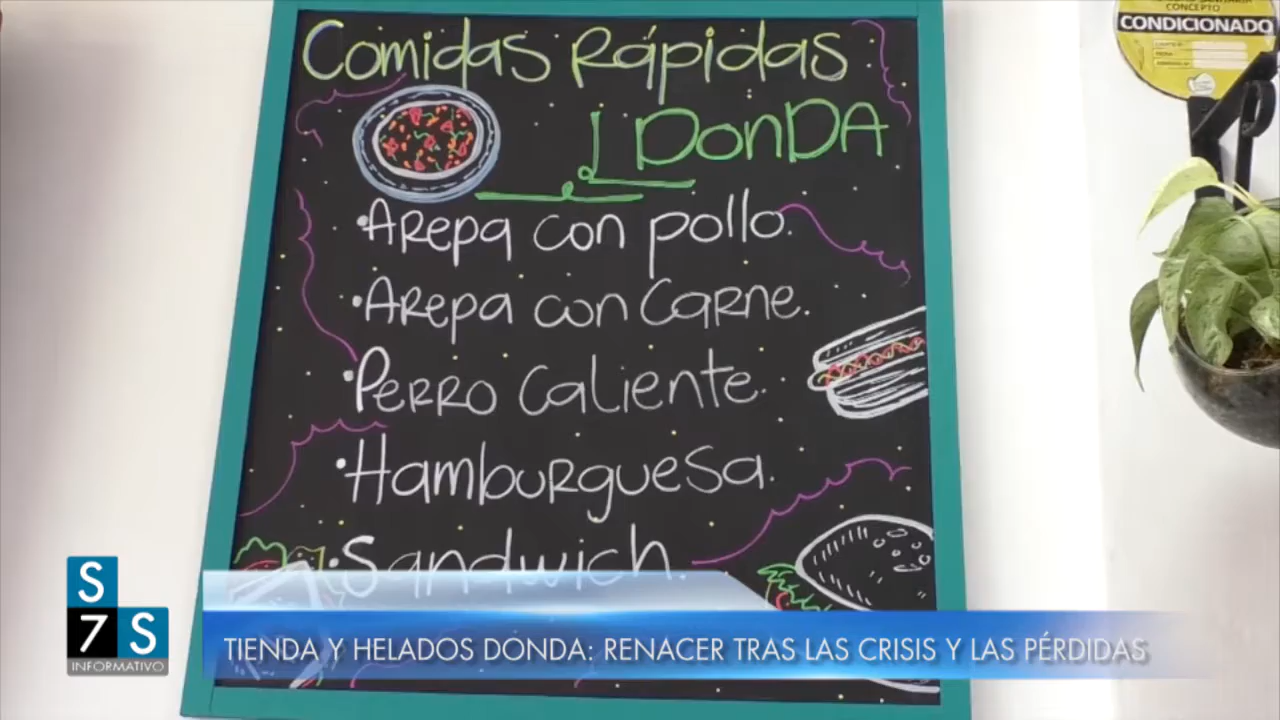 CONCEPTO
CONDICIONADO
Comidas Rápidas
DonDA
•Arepa con pollo.
•Arepa con Carne.
•Perro Caliente.
•Hamburguesa.
•Sandwich.
S
7 S
INFORMATIVO
TIENDA Y HELADOS DONDA: RENACER TRAS LAS CRISIS Y LAS PÉRDIDAS